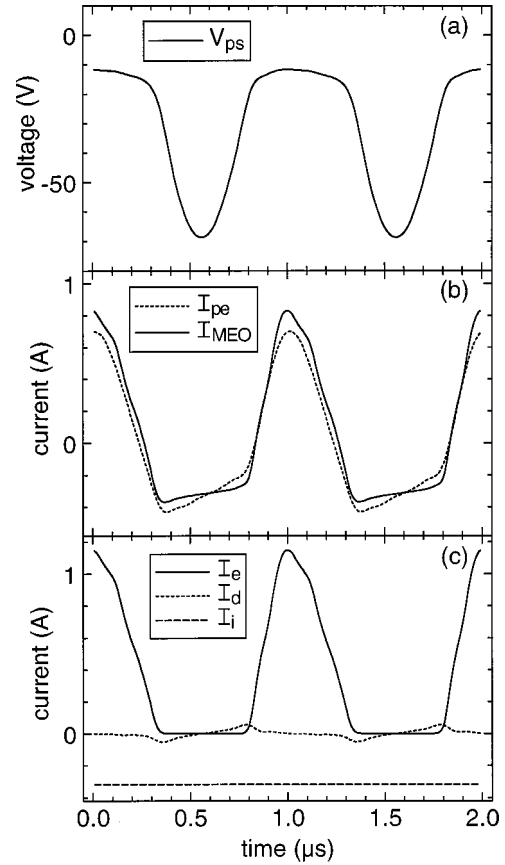 (a)
0
V_ps
voltage (V)
-50
(b)
1
I_pe
I_MEO
current (A)
0
(c)
I_e
1
I_d
I_i
current (A)
0
0.0 0.5 1.0 1.5 2.0
time (μs)